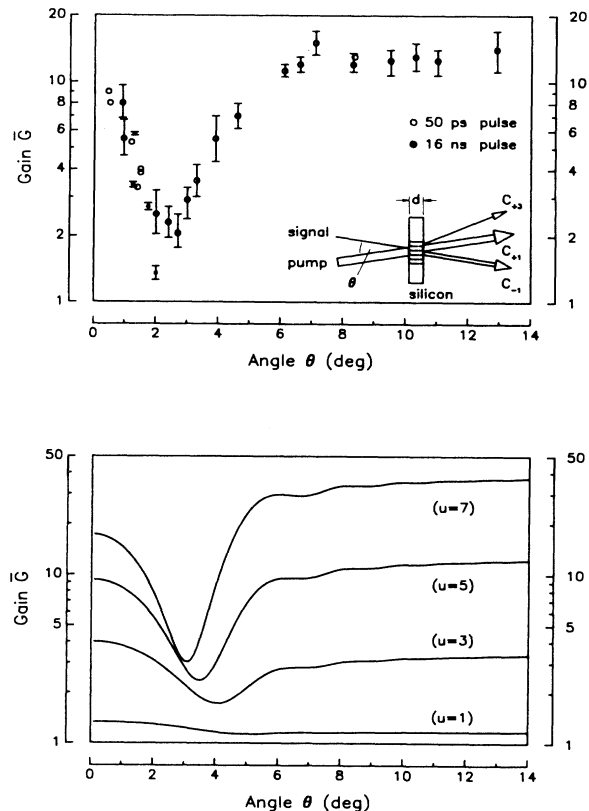 20 20
10 10
8 8
6 6
4 4
2 2
1 1
Gain G̅
○ 50 ps pulse
● 16 ns pulse
d
signal
pump
θ
silicon
C+3
C+1
C−1
0 2 4 6 8 10 12 14
Angle θ (deg)
50 50
10 10
5 5
1 1
Gain G̅
(u=7)
(u=5)
(u=3)
(u=1)
0 2 4 6 8 10 12 14
Angle θ (deg)